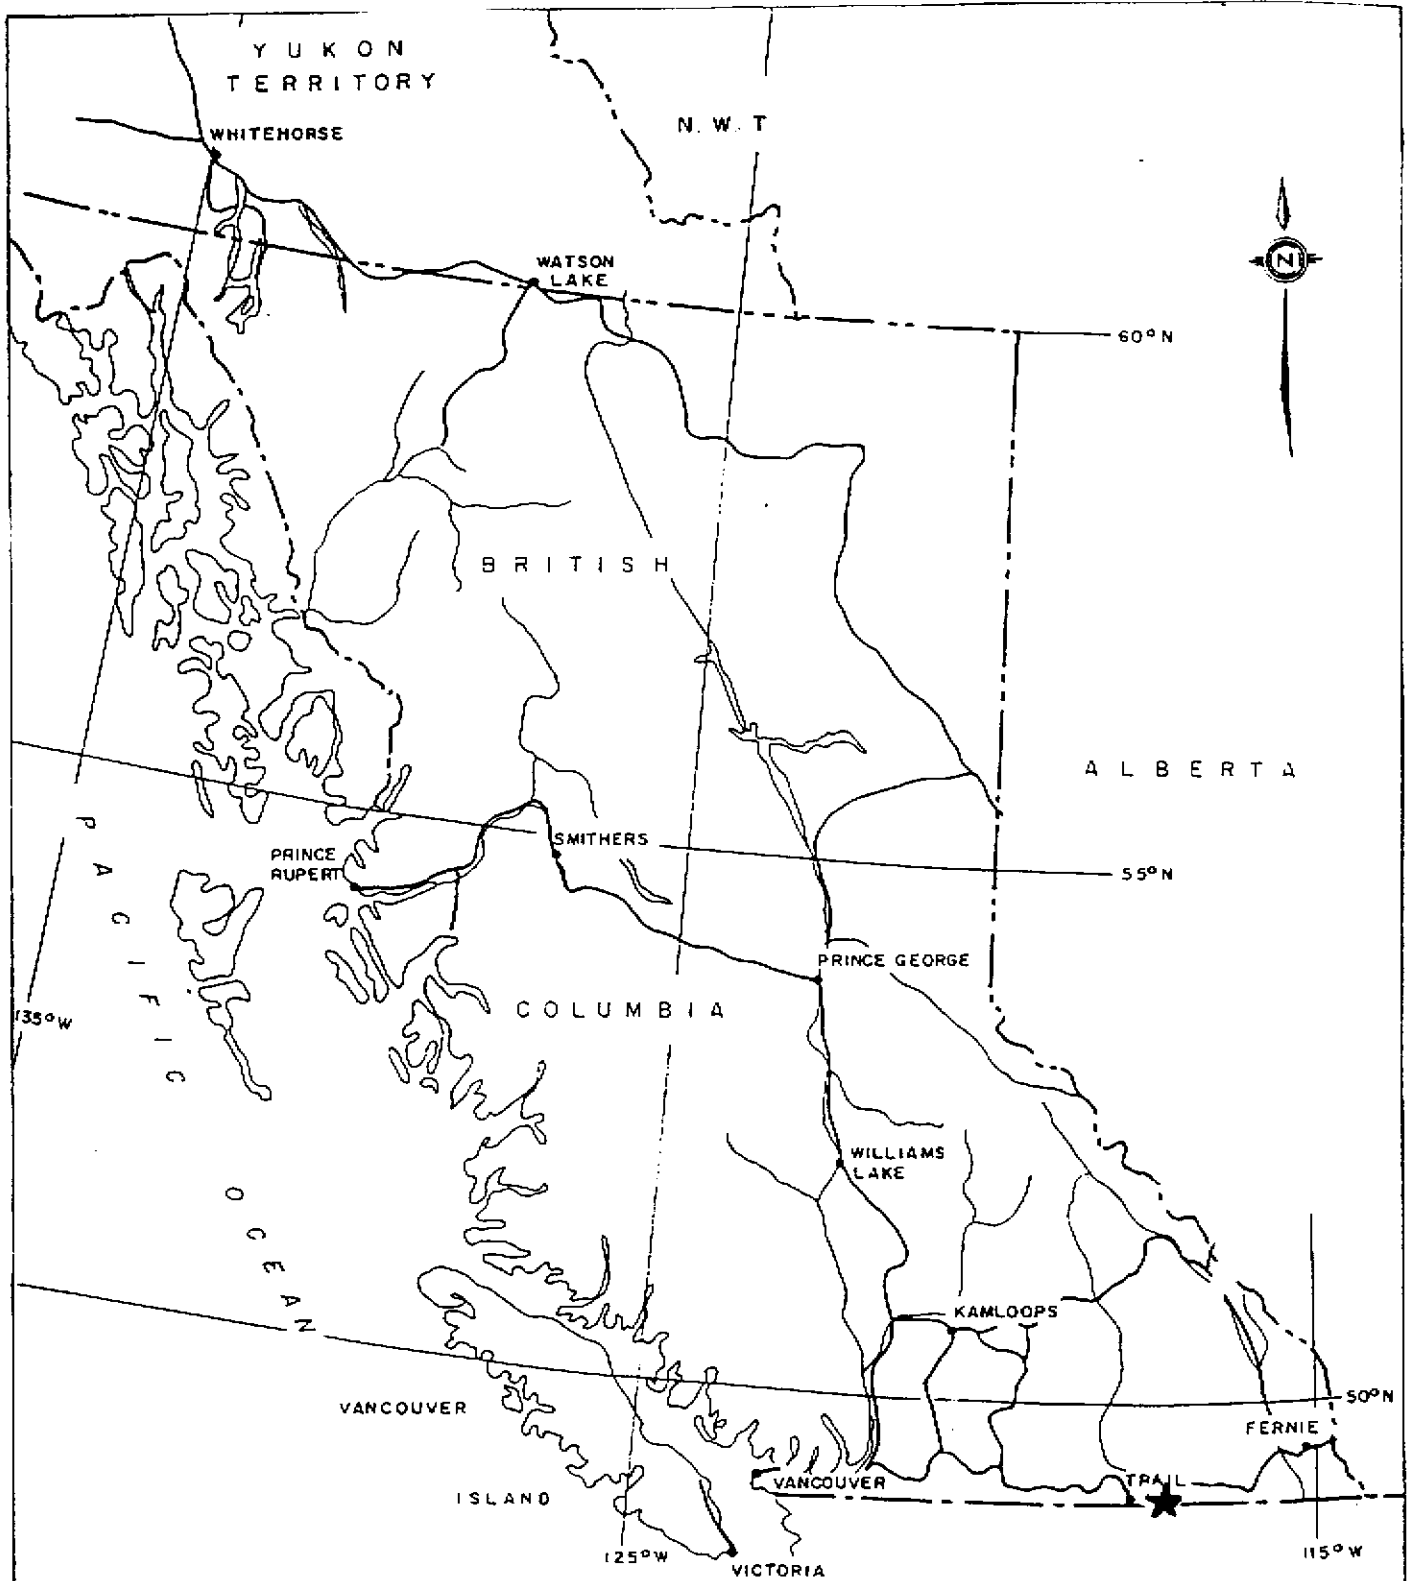 YUKON
TERRITORY
N.W.T
WHITEHORSE
N
WATSON
LAKE
60°N
BRITISH
ALBERTA
PACIFIC
SMITHERS
PRINCE
RUPERT
55°N
PRINCE GEORGE
COLUMBIA
135°W
WILLIAMS
LAKE
OCEAN
KAMLOOPS
50°N
VANCOUVER
FERNIE
VANCOUVER
TRAIL
ISLAND
125°W
VICTORIA
115°W